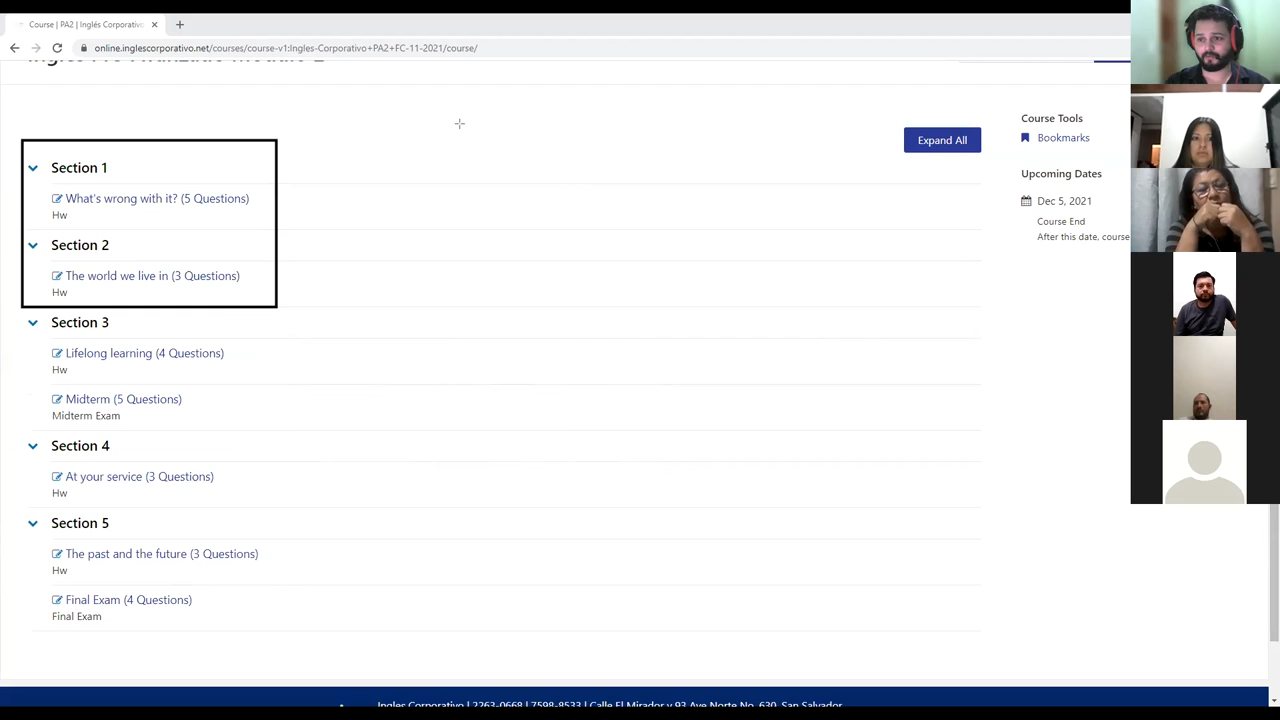 Course | PA2 | Inglés Corporativo
online.inglescorporativo.net/courses/course-v1:Ingles-Corporativo+PA2+FC-11-2021/course/
Course Tools
Expand All
Bookmarks
Section 1
Upcoming Dates
What's wrong with it? (5 Questions)
Dec 5, 2021
Hw
Course End
After this date, course
Section 2
The world we live in (3 Questions)
Hw
Section 3
Lifelong learning (4 Questions)
Hw
Midterm (5 Questions)
Midterm Exam
Section 4
At your service (3 Questions)
Hw
Section 5
The past and the future (3 Questions)
Hw
Final Exam (4 Questions)
Final Exam
Ingles Corporativo | 2263-0668 | 7598-8533 | Calle El Mirador y 93 Ave Norte No. 630, San Salvador